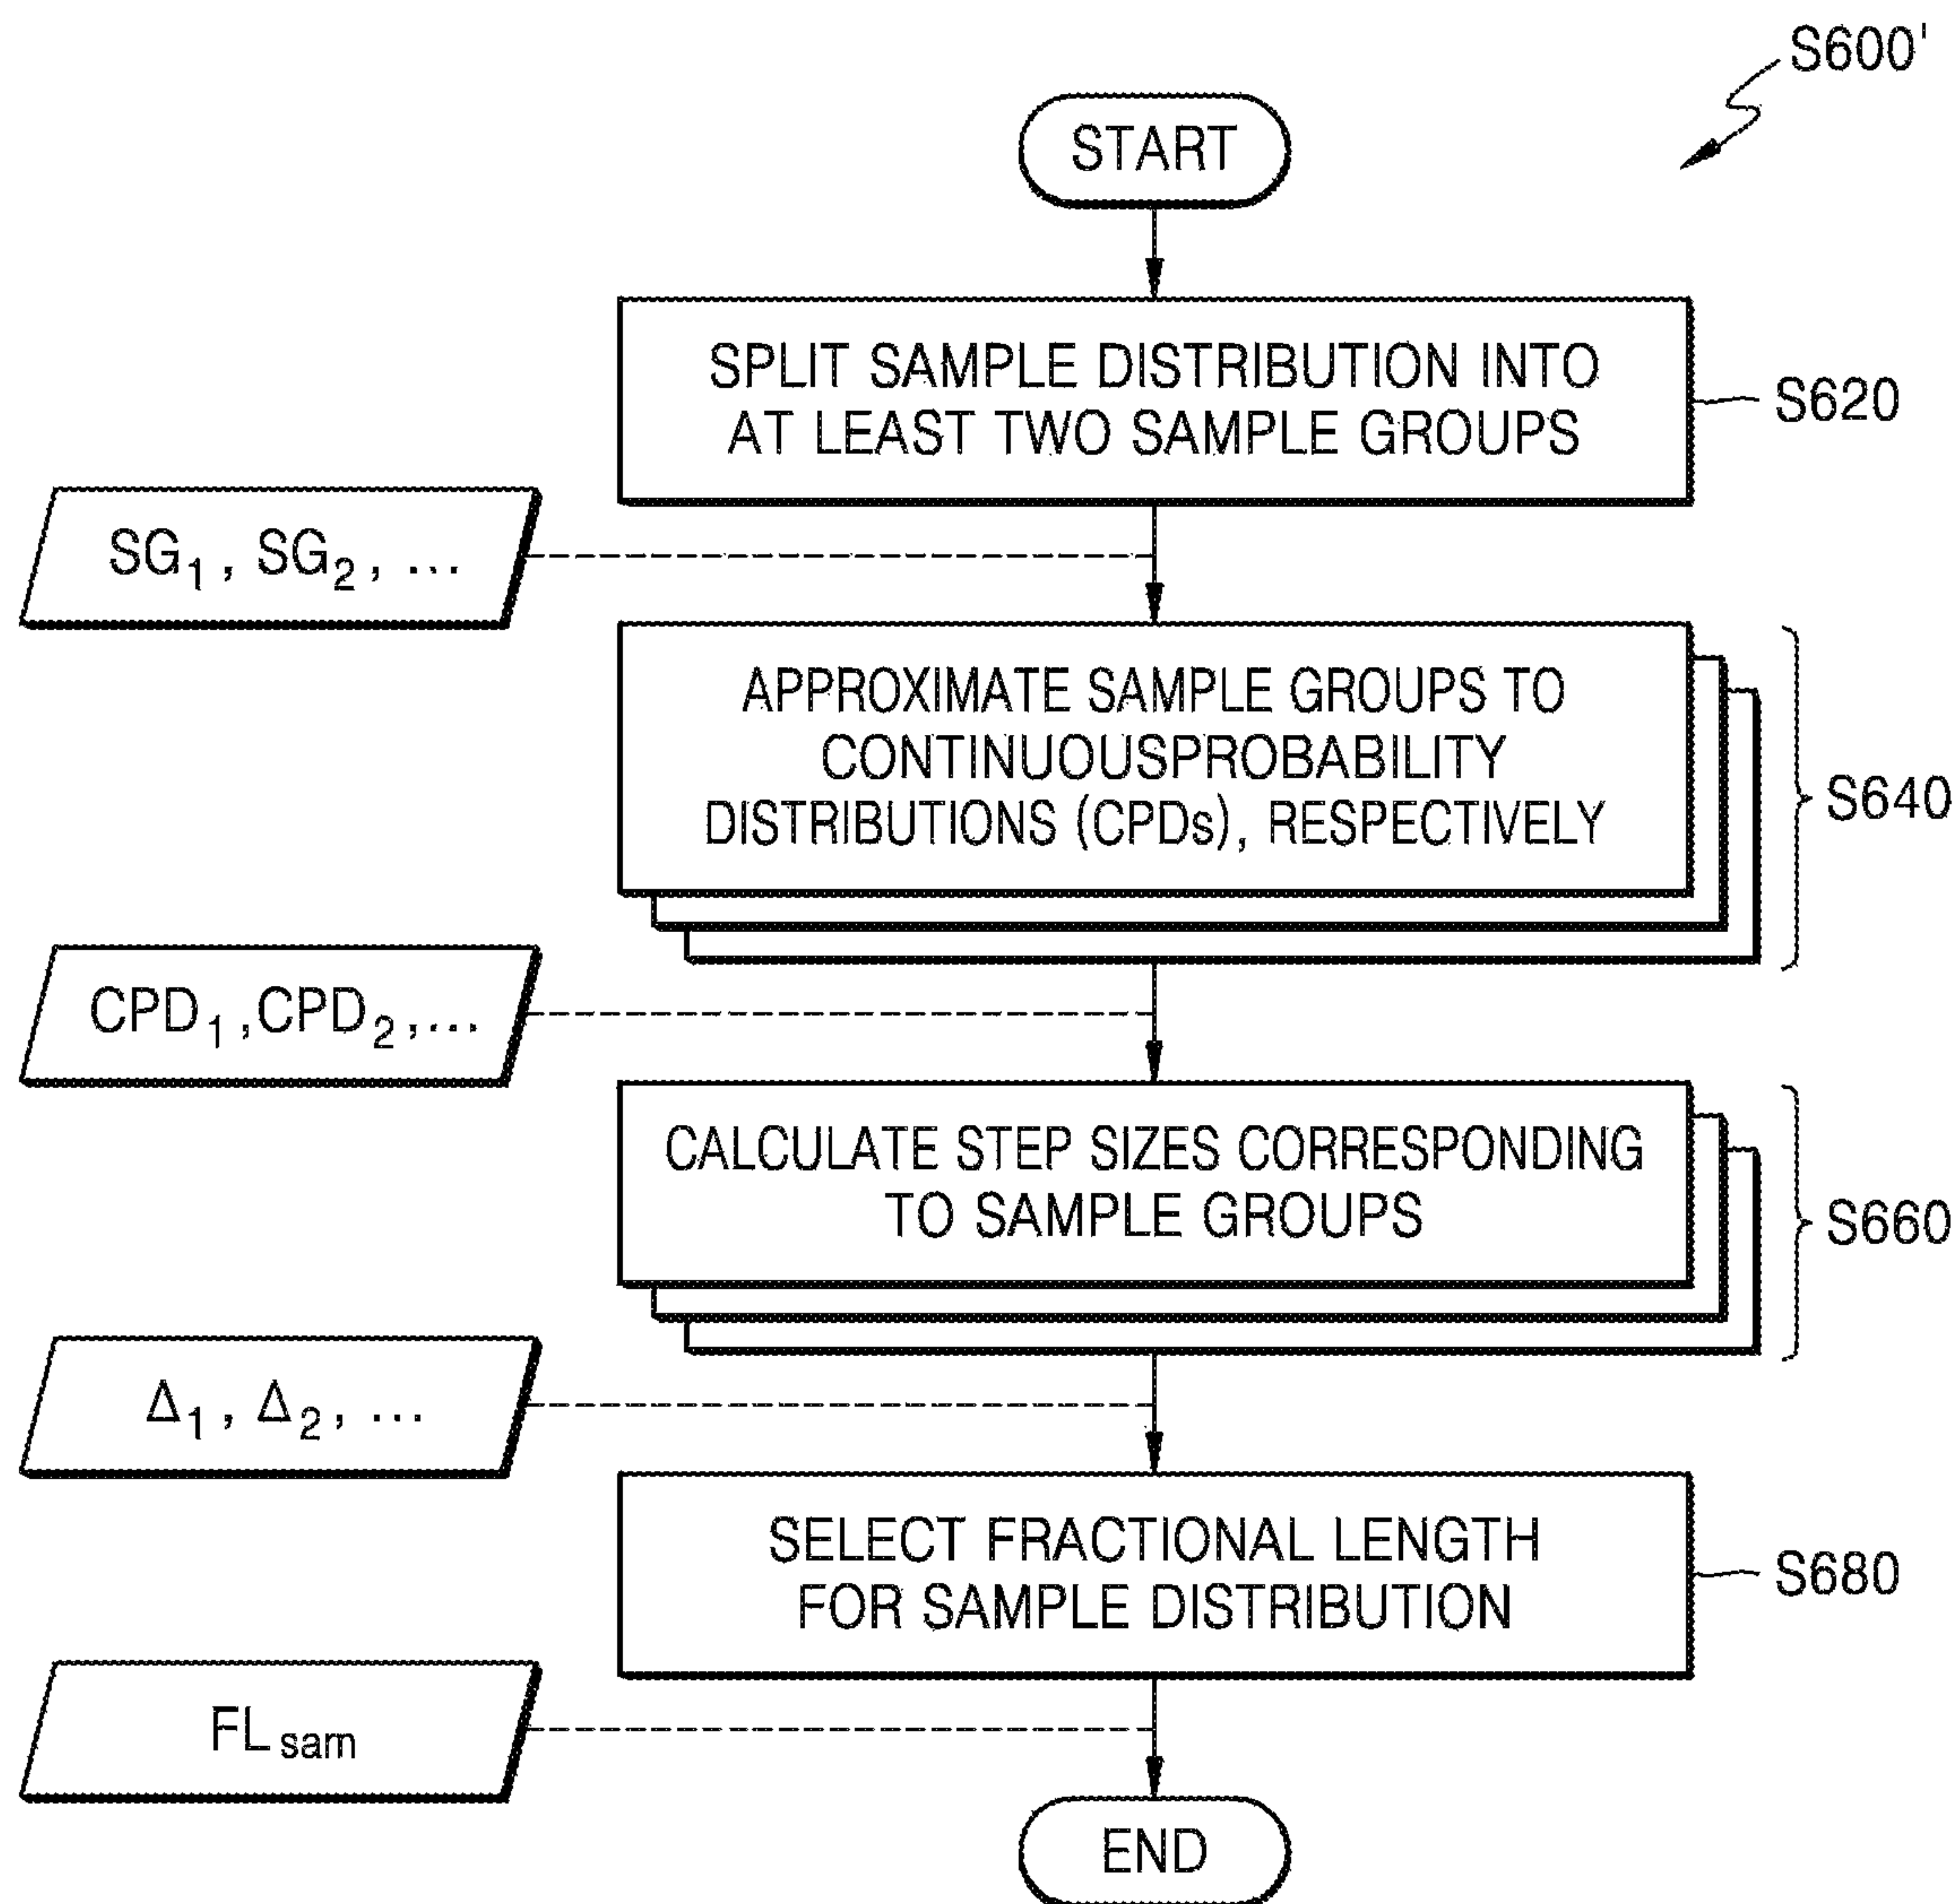 S600'
START
SPLIT SAMPLE DISTRIBUTION INTO
AT LEAST TWO SAMPLE GROUPS
S620
SG₁, SG₂, ...
APPROXIMATE SAMPLE GROUPS TO
CONTINUOUSPROBABILITY
DISTRIBUTIONS (CPDs), RESPECTIVELY
S640
CPD₁,CPD₂,...
CALCULATE STEP SIZES CORRESPONDING
TO SAMPLE GROUPS
S660
Δ₁, Δ₂, ...
SELECT FRACTIONAL LENGTH
FOR SAMPLE DISTRIBUTION
S680
FLsam
END